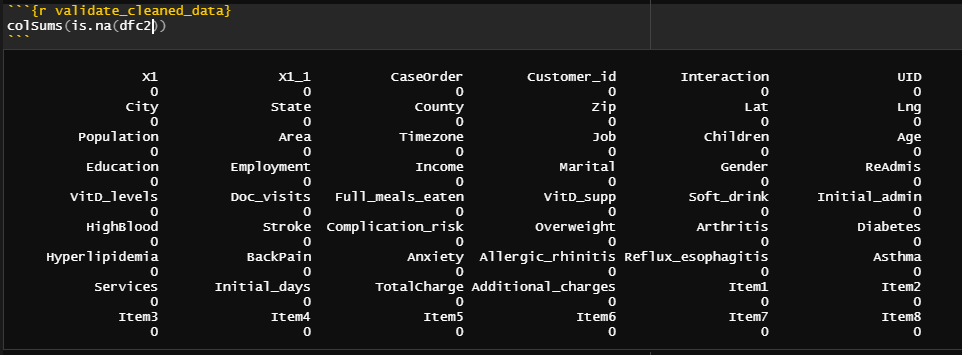 ```{r validate_cleaned_data}
colSums(is.na(dfc2))
```
X1 X1_1 CaseOrder Customer_id Interaction UID
0 0 0 0 0 0
City State County Zip Lat Lng
0 0 0 0 0 0
Population Area Timezone Job Children Age
0 0 0 0 0 0
Education Employment Income Marital Gender ReAdmis
0 0 0 0 0 0
VitD_levels Doc_visits Full_meals_eaten VitD_supp Soft_drink Initial_admin
0 0 0 0 0 0
HighBlood Stroke Complication_risk Overweight Arthritis Diabetes
0 0 0 0 0 0
Hyperlipidemia BackPain Anxiety Allergic_rhinitis Reflux_esophagitis Asthma
0 0 0 0 0 0
Services Initial_days TotalCharge Additional_charges Item1 Item2
0 0 0 0 0 0
Item3 Item4 Item5 Item6 Item7 Item8
0 0 0 0 0 0